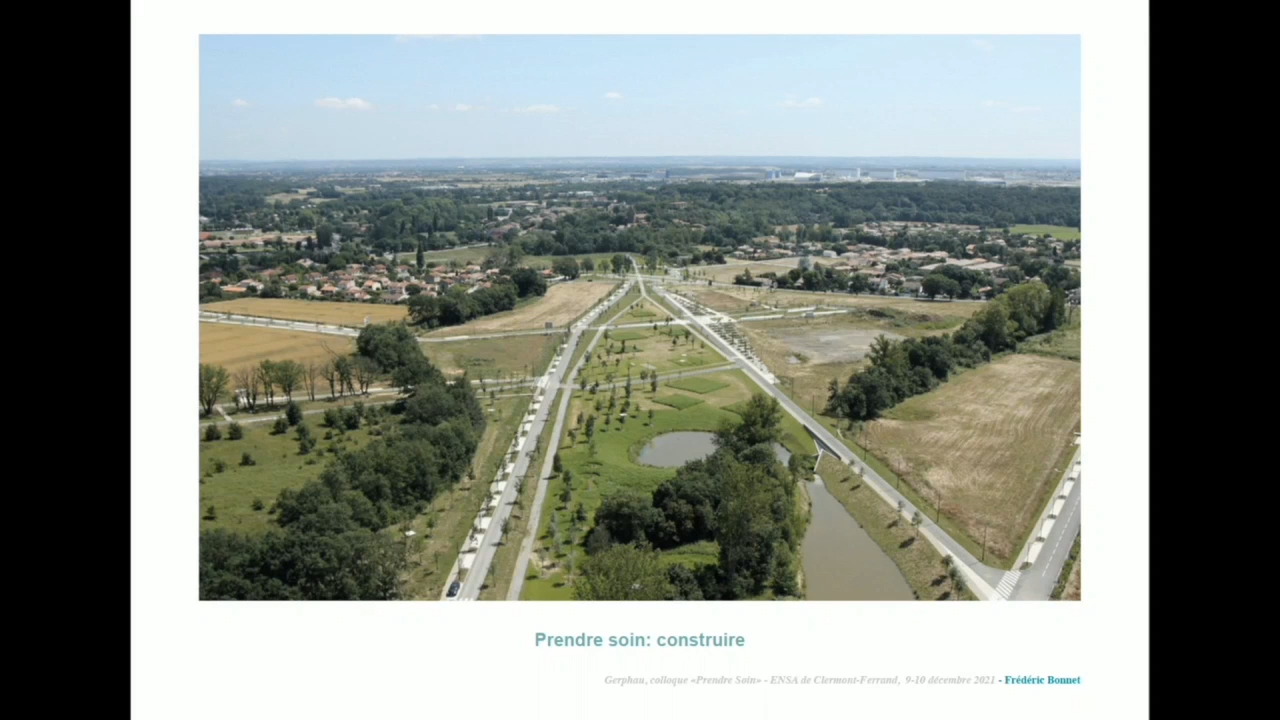 Prendre soin: construire
Gerphau, colloque «Prendre Soin» - ENSA de Clermont-Ferrand, 9-10 décembre 2021 - Frédéric Bonnet